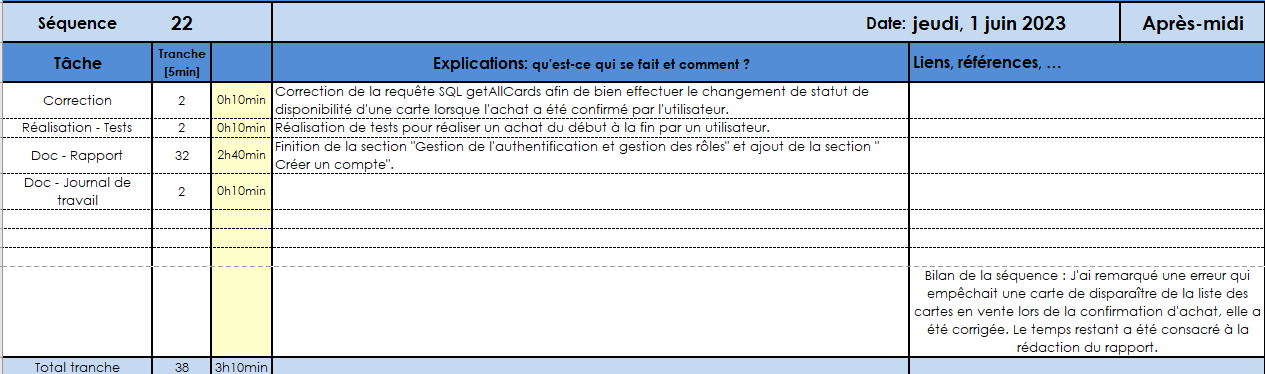 Séquence 22 Date: jeudi, 1 juin 2023 Après-midi
Tâche Tranche [5min] Explications: qu'est-ce qui se fait et comment ? Liens, références, …
Correction 2 0h10min Correction de la requête SQL getAllCards afin de bien effectuer le changement de statut de
disponibilité d'une carte lorsque l'achat a été confirmé par l'utilisateur.
Réalisation - Tests 2 0h10min Réalisation de tests pour réaliser un achat du début à la fin par un utilisateur.
Doc - Rapport 32 2h40min Finition de la section "Gestion de l'authentification et gestion des rôles" et ajout de la section "
Créer un compte".
Doc - Journal de
travail 2 0h10min
Bilan de la séquence : J'ai remarqué une erreur qui
empêchait une carte de disparaître de la liste des
cartes en vente lors de la confirmation d'achat, elle a
été corrigée. Le temps restant a été consacré à la
rédaction du rapport.
Total tranche 38 3h10min